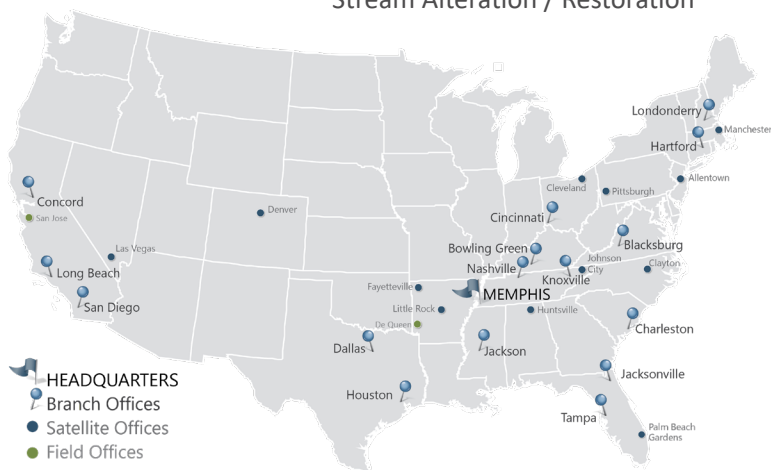 Stream Alteration / Restoration
Londonderry
Manchester
Hartford
Cleveland
Pittsburgh
Allentown
Concord
San Jose
Denver
Cincinnati
Blacksburg
Las Vegas
Bowling Green
Nashville
Knoxville
Johnson
City
Clayton
Long Beach
San Diego
Fayetteville
MEMPHIS
Little Rock
De Queen
Huntsville
Charleston
Dallas
Jackson
Jacksonville
Houston
Tampa
Palm Beach
Gardens
HEADQUARTERS
Branch Offices
Satellite Offices
Field Offices